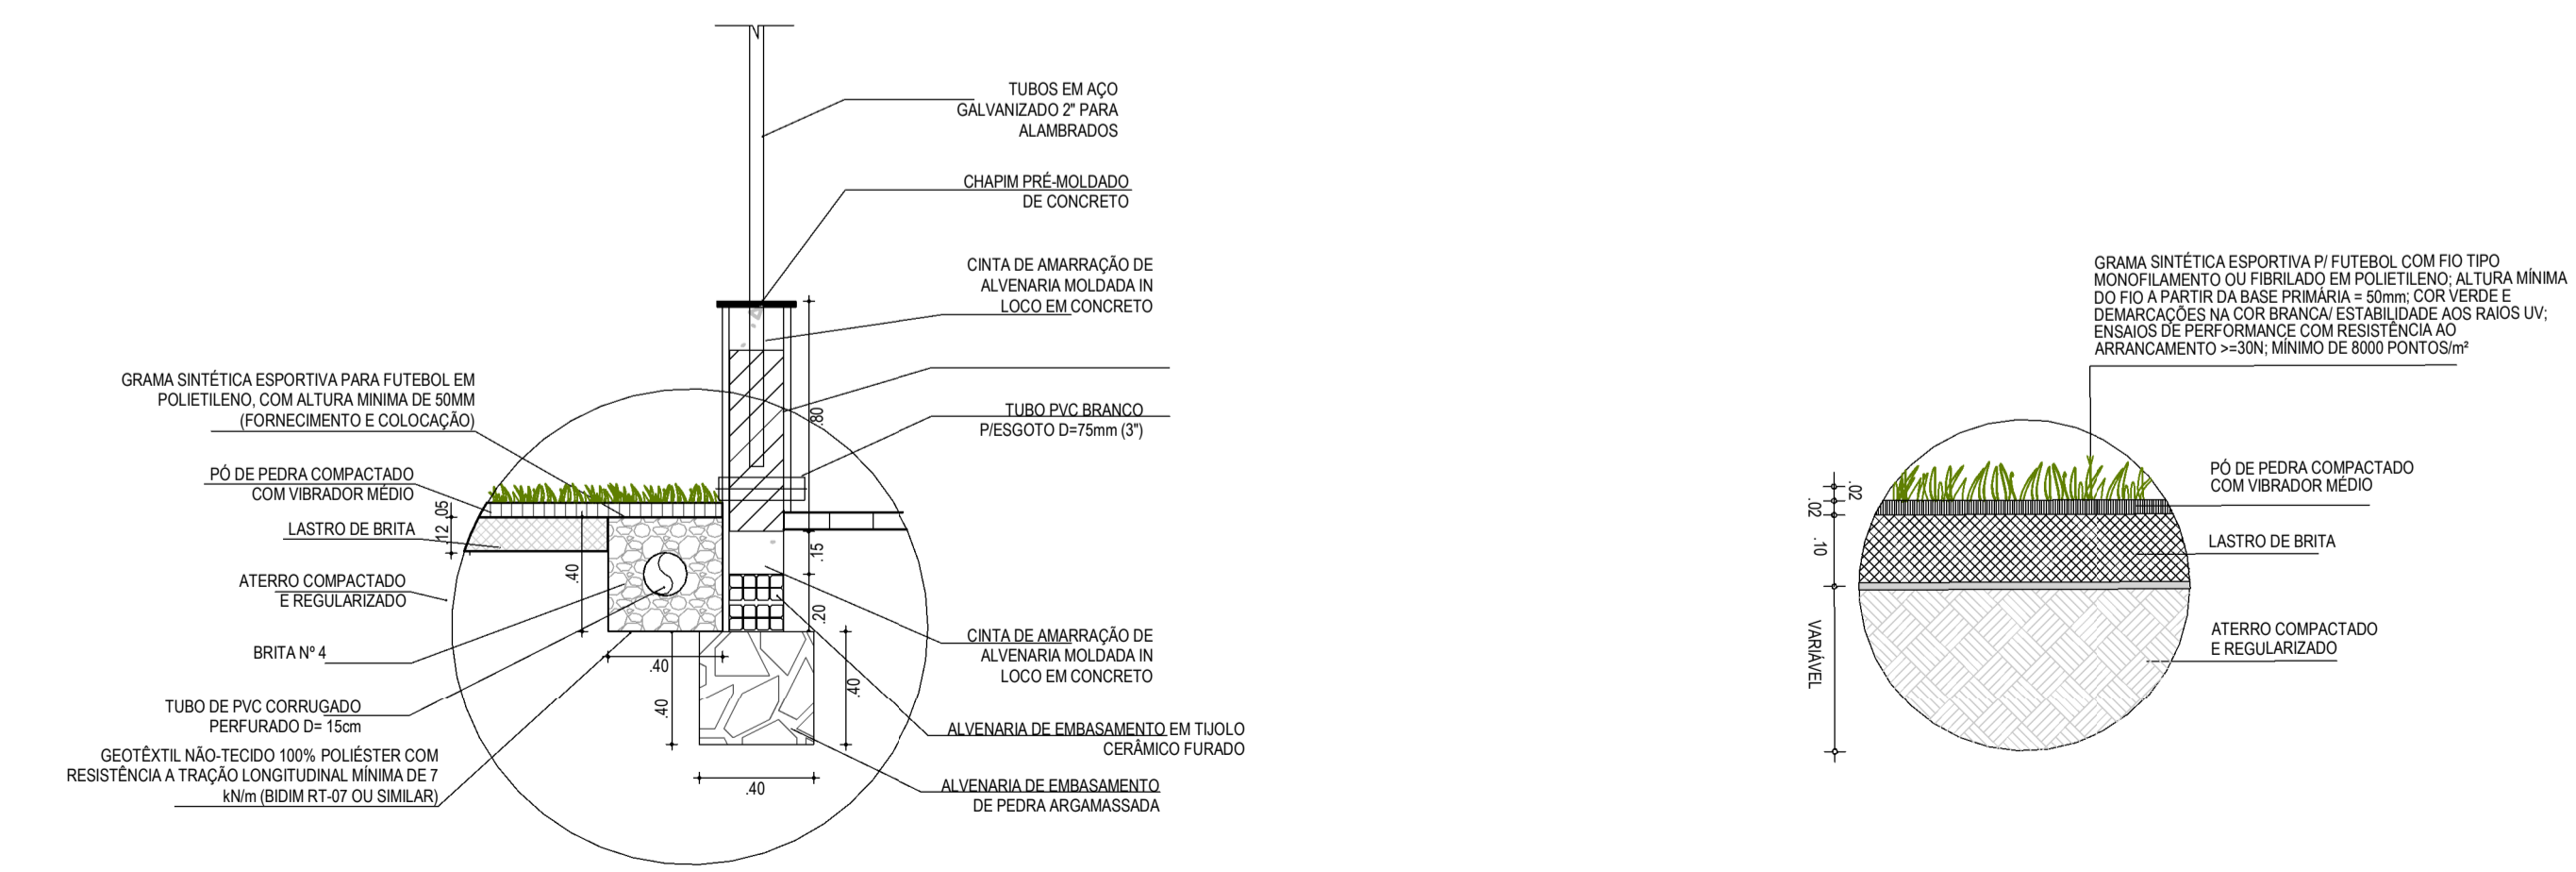 TUBOS EM AÇO
GALVANIZADO 2" PARA
ALAMBRADOS
CHAPIM PRÉ-MOLDADO
DE CONCRETO
CINTA DE AMARRAÇÃO DE
ALVENARIA MOLDADA IN
LOCO EM CONCRETO
TUBO PVC BRANCO
P/ESGOTO D=75mm (3")
GRAMA SINTÉTICA ESPORTIVA PARA FUTEBOL EM
POLIETILENO, COM ALTURA MINIMA DE 50MM
(FORNECIMENTO E COLOCAÇÃO)
PÓ DE PEDRA COMPACTADO
COM VIBRADOR MÉDIO
LASTRO DE BRITA
ATERRO COMPACTADO
E REGULARIZADO
BRITA Nº 4
TUBO DE PVC CORRUGADO
PERFURADO D= 15cm
GEOTÊXTIL NÃO-TECIDO 100% POLIÉSTER COM
RESISTÊNCIA A TRAÇÃO LONGITUDINAL MÍNIMA DE 7
kN/m (BIDIM RT-07 OU SIMILAR)
.05
.12
.40
.40
.40
.40
.40
.80
.15
.20
CINTA DE AMARRAÇÃO DE
ALVENARIA MOLDADA IN
LOCO EM CONCRETO
ALVENARIA DE EMBASAMENTO EM TIJOLO
CERÂMICO FURADO
ALVENARIA DE EMBASAMENTO
DE PEDRA ARGAMASSADA
GRAMA SINTÉTICA ESPORTIVA P/ FUTEBOL COM FIO TIPO
MONOFILAMENTO OU FIBRILADO EM POLIETILENO; ALTURA MÍNIMA
DO FIO A PARTIR DA BASE PRIMÁRIA = 50mm; COR VERDE E
DEMARCAÇÕES NA COR BRANCA/ ESTABILIDADE AOS RAIOS UV;
ENSAIOS DE PERFORMANCE COM RESISTÊNCIA AO
ARRANCAMENTO >=30N; MÍNIMO DE 8000 PONTOS/m²
.02
.02
.10
VARIÁVEL
PÓ DE PEDRA COMPACTADO
COM VIBRADOR MÉDIO
LASTRO DE BRITA
ATERRO COMPACTADO
E REGULARIZADO